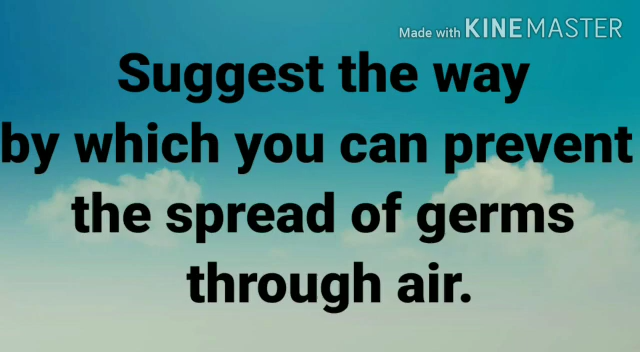 Made with KINEMASTER
Suggest the way
by which you can prevent
the spread of germs
through air.